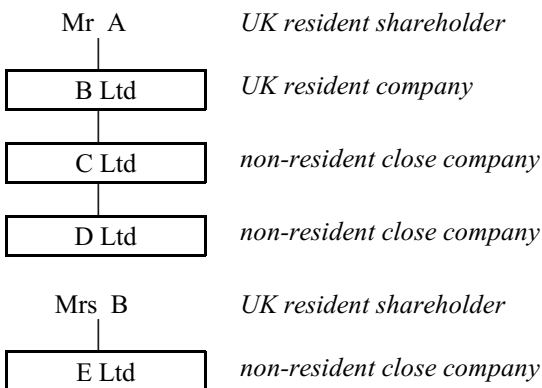 Mr A UK resident shareholder
B Ltd UK resident company
C Ltd non-resident close company
D Ltd non-resident close company
Mrs B UK resident shareholder
E Ltd non-resident close company